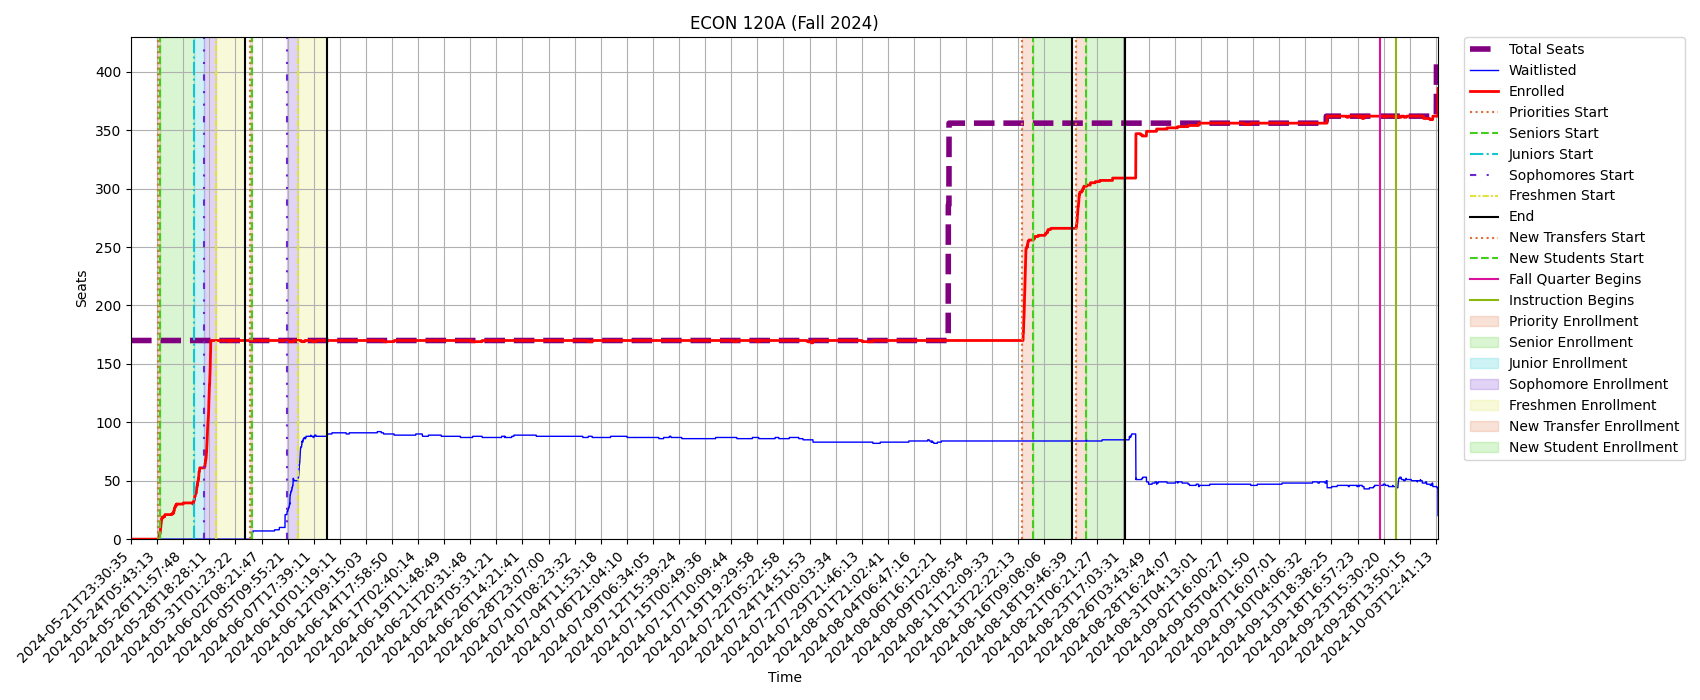 ECON 120A (Fall 2024)
400
350
300
250
200
150
100
50
0
Seats
2024-05-21T23:30:35
2024-05-24T05:43:13
2024-05-26T11:57:48
2024-05-28T18:28:11
2024-05-31T01:23:22
2024-06-02T08:21:47
2024-06-05T09:55:21
2024-06-07T17:39:11
2024-06-10T01:19:11
2024-06-12T09:15:03
2024-06-14T17:58:50
2024-06-17T02:40:14
2024-06-19T11:48:49
2024-06-21T20:31:48
2024-06-24T05:31:21
2024-06-26T14:21:41
2024-06-28T23:07:00
2024-07-01T08:23:32
2024-07-04T11:53:18
2024-07-06T21:04:10
2024-07-09T06:34:05
2024-07-12T15:39:24
2024-07-15T00:49:36
2024-07-17T10:09:44
2024-07-19T19:29:58
2024-07-22T05:22:58
2024-07-24T14:51:53
2024-07-27T00:03:34
2024-07-29T21:46:13
2024-08-01T21:02:41
2024-08-04T06:47:16
2024-08-06T16:12:21
2024-08-09T02:08:54
2024-08-11T12:09:33
2024-08-13T22:22:13
2024-08-16T09:08:06
2024-08-18T19:46:39
2024-08-21T06:21:27
2024-08-23T17:03:31
2024-08-26T03:43:49
2024-08-28T16:24:07
2024-08-31T04:13:01
2024-09-02T16:00:27
2024-09-05T04:01:50
2024-09-07T16:07:01
2024-09-10T04:06:32
2024-09-13T18:38:25
2024-09-18T16:57:23
2024-09-23T15:30:20
2024-09-28T13:50:15
2024-10-03T12:41:13
Time
Total Seats
Waitlisted
Enrolled
Priorities Start
Seniors Start
Juniors Start
Sophomores Start
Freshmen Start
End
New Transfers Start
New Students Start
Fall Quarter Begins
Instruction Begins
Priority Enrollment
Senior Enrollment
Junior Enrollment
Sophomore Enrollment
Freshmen Enrollment
New Transfer Enrollment
New Student Enrollment